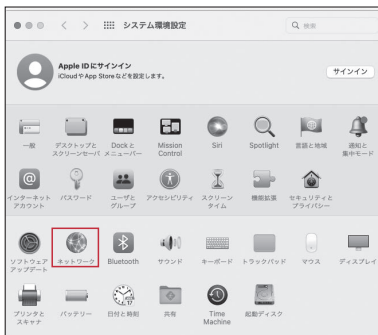 システム環境設定
検索
Apple IDにサインイン
iCloudやApp Storeなどを設定します。
サインイン
一般
デスクトップと
スクリーンセーバ
Dockと
メニューバー
Mission
Control
Siri
Spotlight
言語と地域
通知と
集中モード
インターネット
アカウント
パスワード
ユーザと
グループ
アクセシビリティ
スクリーン
タイム
機能拡張
セキュリティと
プライバシー
ソフトウェア
アップデート
ネットワーク
Bluetooth
サウンド
キーボード
トラックパッド
マウス
ディスプレイ
プリンタと
スキャナ
バッテリー
日付と時刻
共有
Time
Machine
起動ディスク